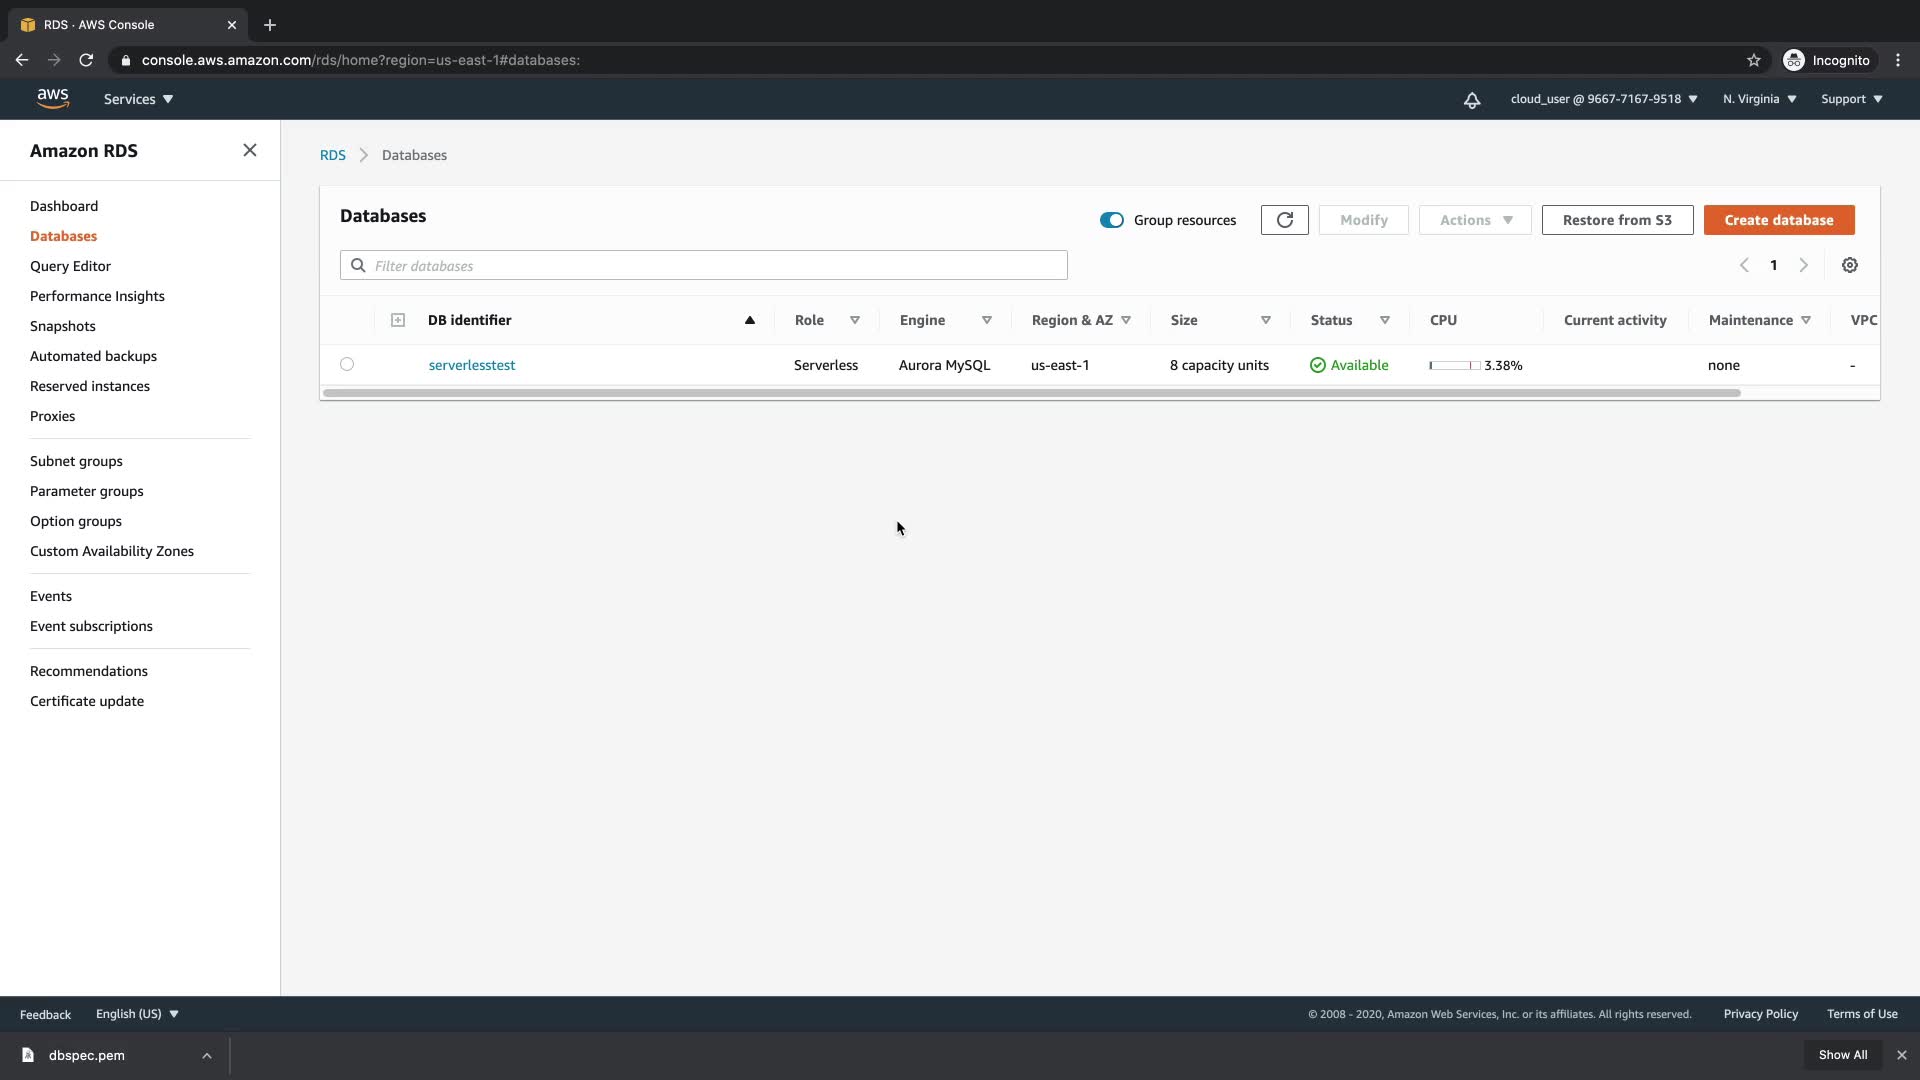 RDS · AWS Console
console.aws.amazon.com/rds/home?region=us-east-1#databases:
Incognito
aws
Services
cloud_user @ 9667-7167-9518
N. Virginia
Support
Amazon RDS
Dashboard
Databases
Query Editor
Performance Insights
Snapshots
Automated backups
Reserved instances
Proxies
Subnet groups
Parameter groups
Option groups
Custom Availability Zones
Events
Event subscriptions
Recommendations
Certificate update
RDS > Databases
Databases
Group resources
Modify
Actions
Restore from S3
Create database
Filter databases
1
DB identifier Role Engine Region & AZ Size Status CPU Current activity Maintenance VPC
serverlesstest Serverless Aurora MySQL us-east-1 8 capacity units Available 3.38% none -
Feedback
English (US)
© 2008 - 2020, Amazon Web Services, Inc. or its affiliates. All rights reserved.
Privacy Policy
Terms of Use
dbspec.pem
Show All